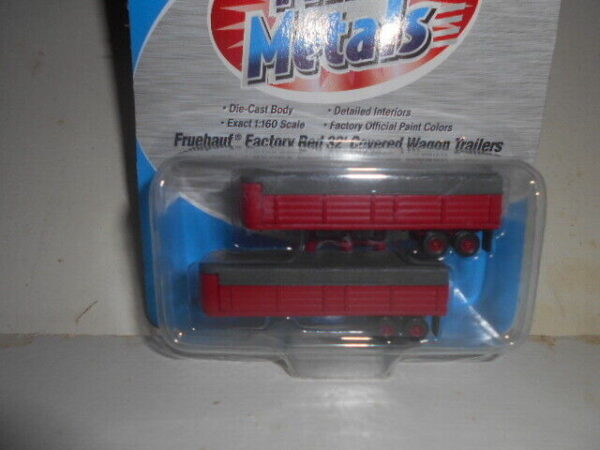 Metals
• Die-Cast Body
• Detailed Interiors
• Exact 1:160 Scale
• Factory Official Paint Colors
Fruehauf® Factory Red 32' Covered Wagon Trailers